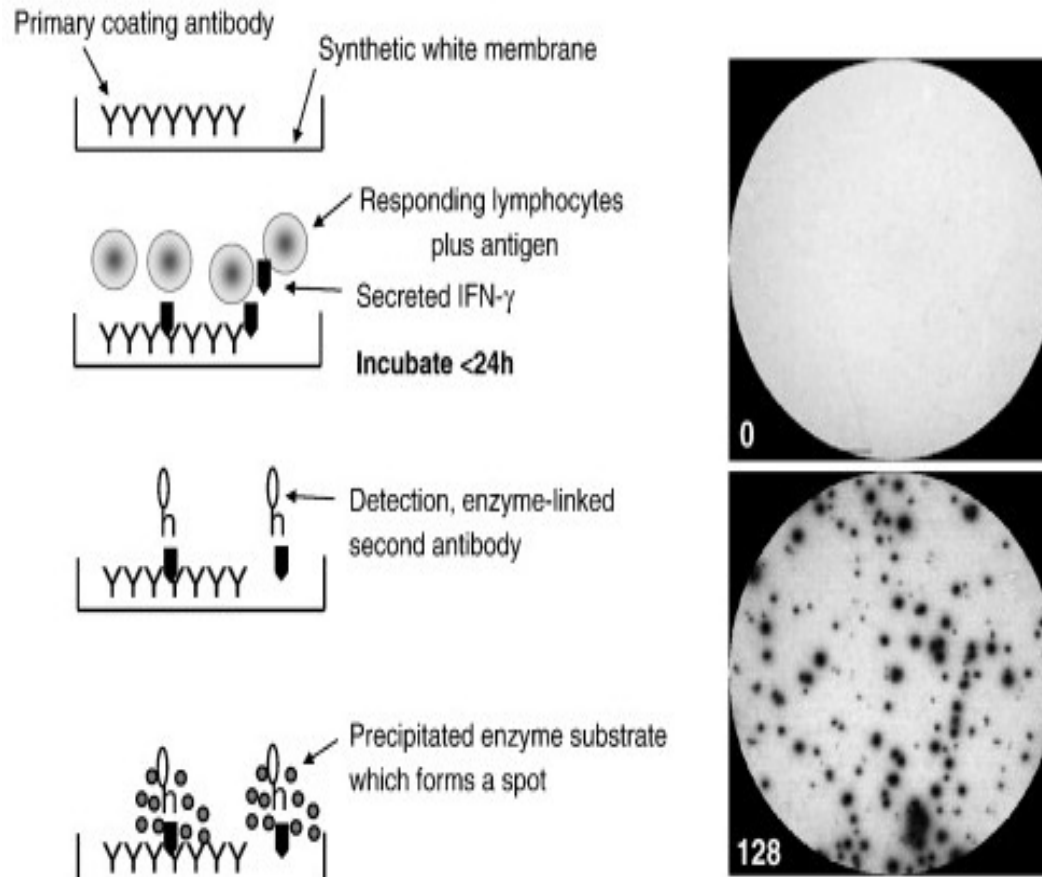 Primary coating antibody
Synthetic white membrane
Responding lymphocytes
plus antigen
Secreted IFN-γ
Incubate <24h
Detection, enzyme-linked
second antibody
Precipitated enzyme substrate
which forms a spot
0
128